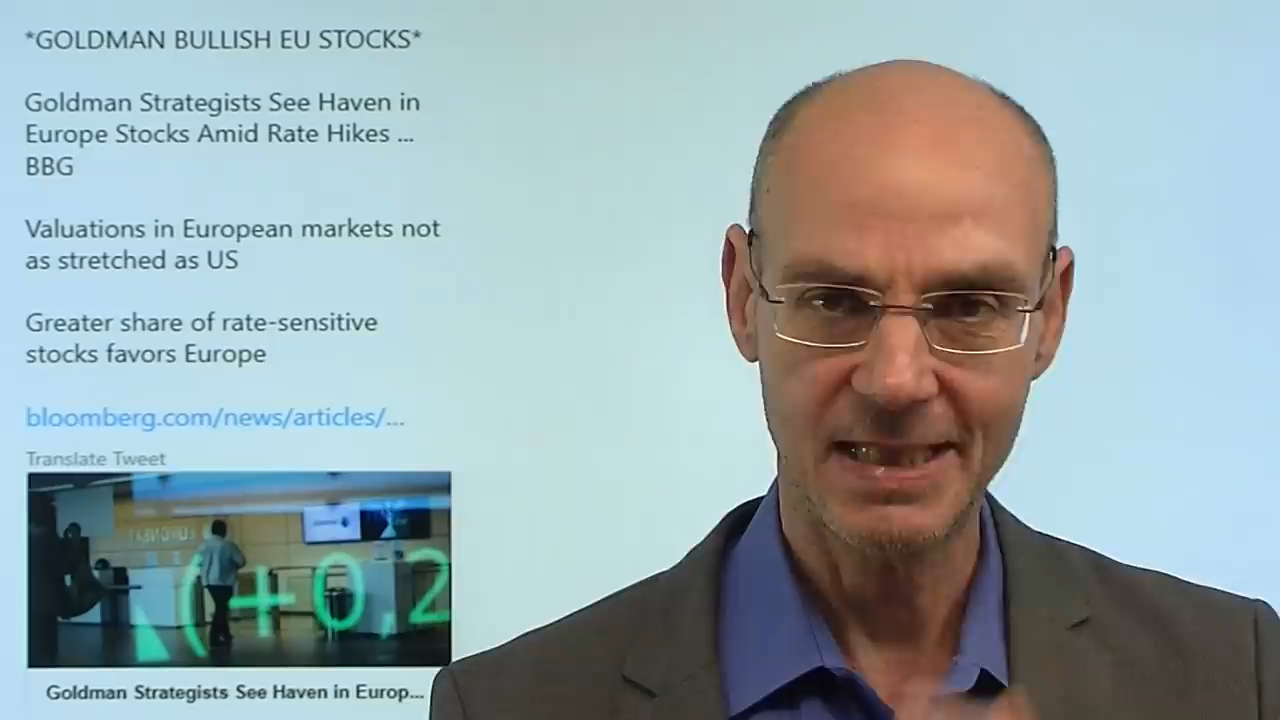 *GOLDMAN BULLISH EU STOCKS*
Goldman Strategists See Haven in
Europe Stocks Amid Rate Hikes ...
BBG
Valuations in European markets not
as stretched as US
Greater share of rate-sensitive
stocks favors Europe
bloomberg.com/news/articles/...
Translate Tweet
(+0,2
Goldman Strategists See Haven in Europ...